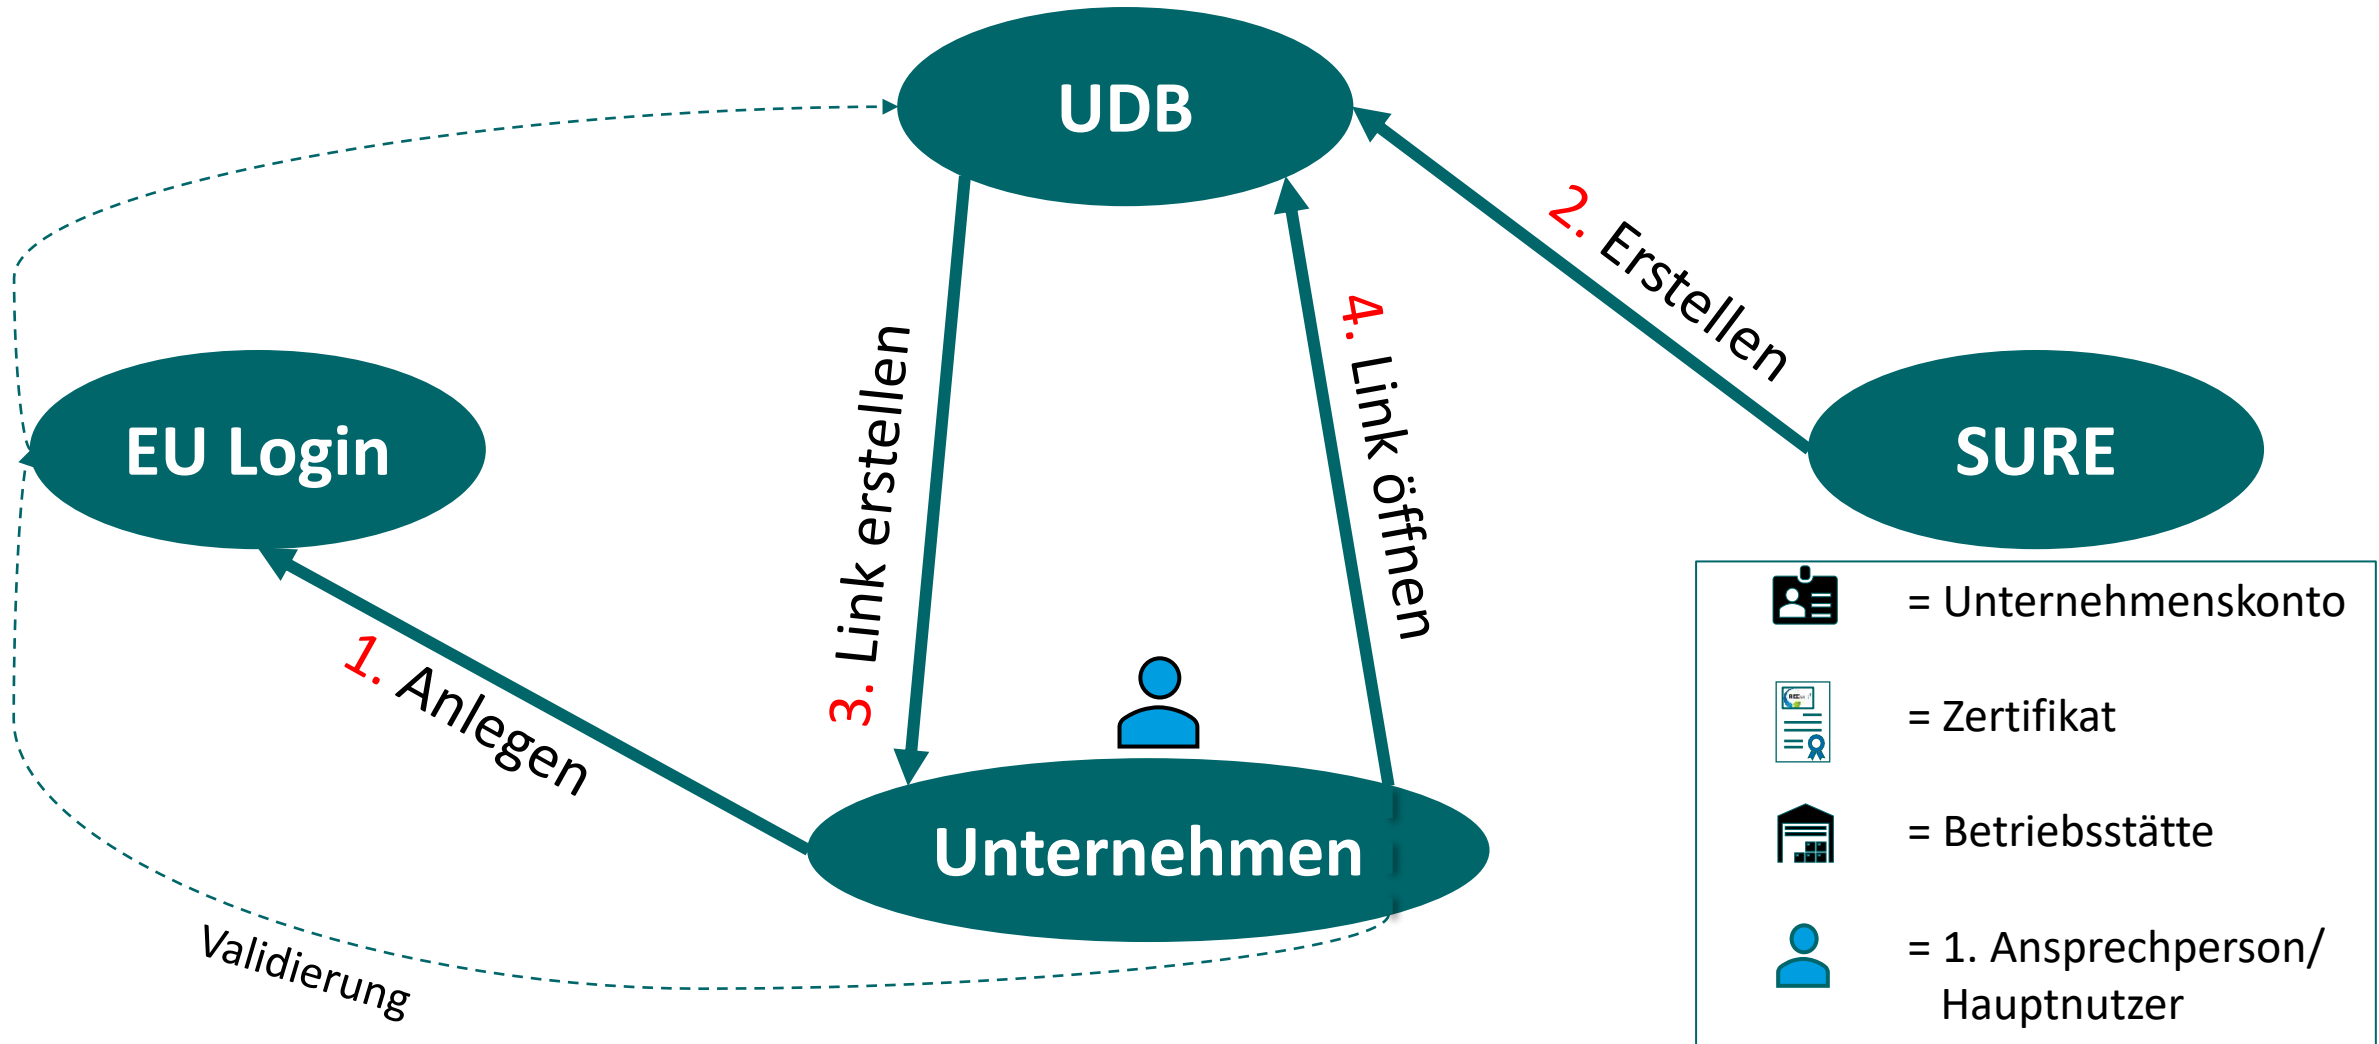 UDB
2. Erstellen
4. Link öffnen
3. Link erstellen
EU Login
SURE
1. Anlegen
Unternehmen
Validierung
= Unternehmenskonto
= Zertifikat
= Betriebsstätte
= 1. Ansprechperson/
Hauptnutzer